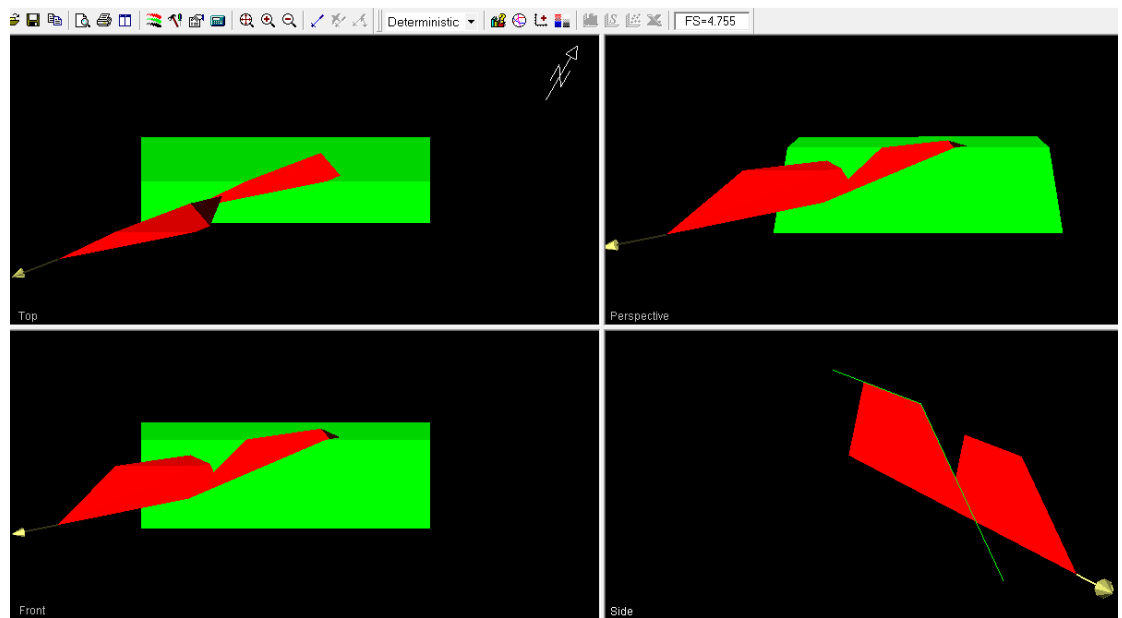 Deterministic FS=4.755
N
Top
Perspective
Front
Side